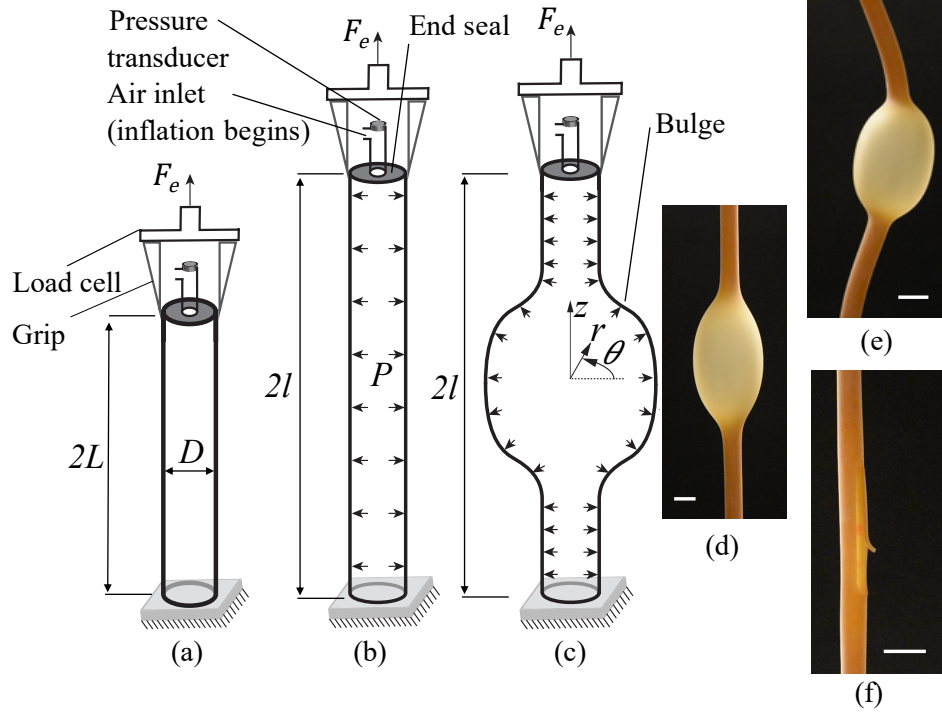 Pressure
transducer
Air inlet
(inflation begins)
End seal
Bulge
F_e
F_e
F_e
Load cell
Grip
2L
D
2l
P
2l
z
r
θ
(a)
(b)
(c)
(d)
(e)
(f)